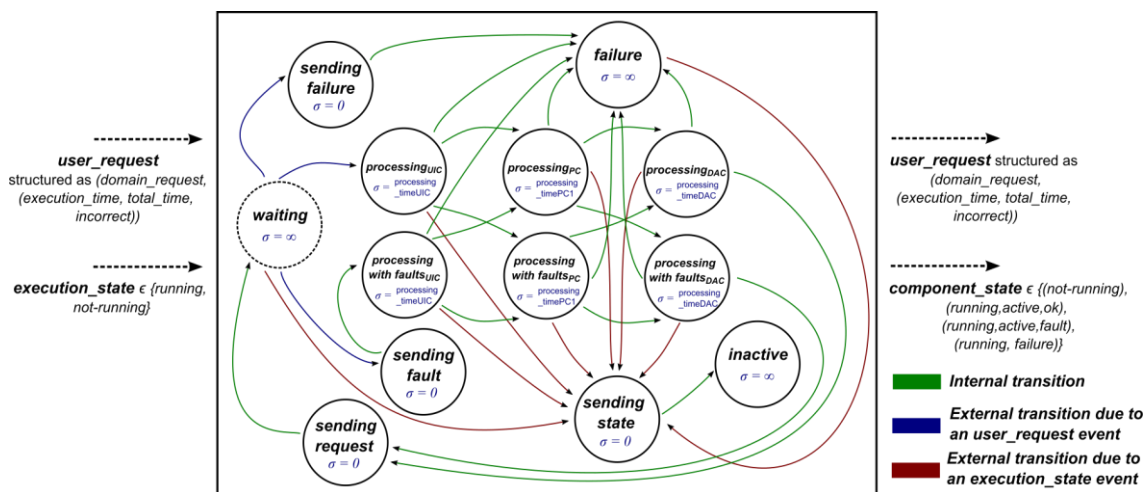 user_request
structured as (domain_request,
(execution_time, total_time,
incorrect))
execution_state ϵ {running,
not-running}
sending
failure
σ = 0
failure
σ = ∞
processingUIC
σ = processing
_timeUIC
processingPC
σ = processing
_timePC1
processingDAC
σ = processing
_timeDAC
waiting
σ = ∞
processing
with faultsUIC
σ = processing
_timeUIC
processing
with faultsPC
σ = processing
_timePC1
processing
with faultsDAC
σ = processing
_timeDAC
sending
fault
σ = 0
inactive
σ = ∞
sending
request
σ = 0
sending
state
σ = 0
user_request structured as
(domain_request,
(execution_time, total_time,
incorrect))
component_state ϵ {(not-running),
(running,active,ok),
(running,active,fault),
(running, failure)}
Internal transition
External transition due to
an user_request event
External transition due to
an execution_state event